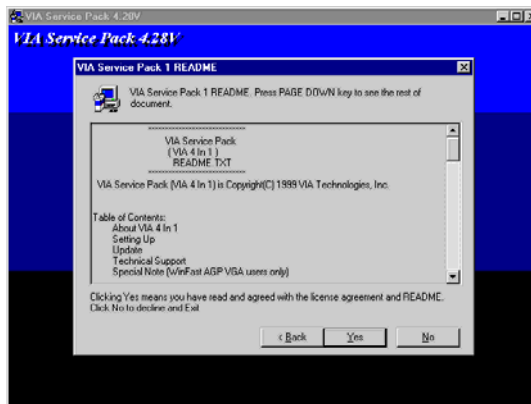 VIA Service Pack 4.28V
VIA Service Pack 4.28V
VIA Service Pack 1 README
VIA Service Pack 1 README. Press PAGE DOWN key to see the rest of
document.
------------------------------
VIA Service Pack
( VIA 4 In 1 )
README.TXT
------------------------------
VIA Service Pack (VIA 4 In 1) is Copyright(C) 1999 VIA Technologies, Inc.
Table of Contents:
About VIA 4 In 1
Setting Up
Update
Technical Support
Special Note (WinFast AGP VGA users only)
Clicking Yes means you have read and agreed with the license agreement and README.
Click No to decline and Exit
< Back
Yes
No